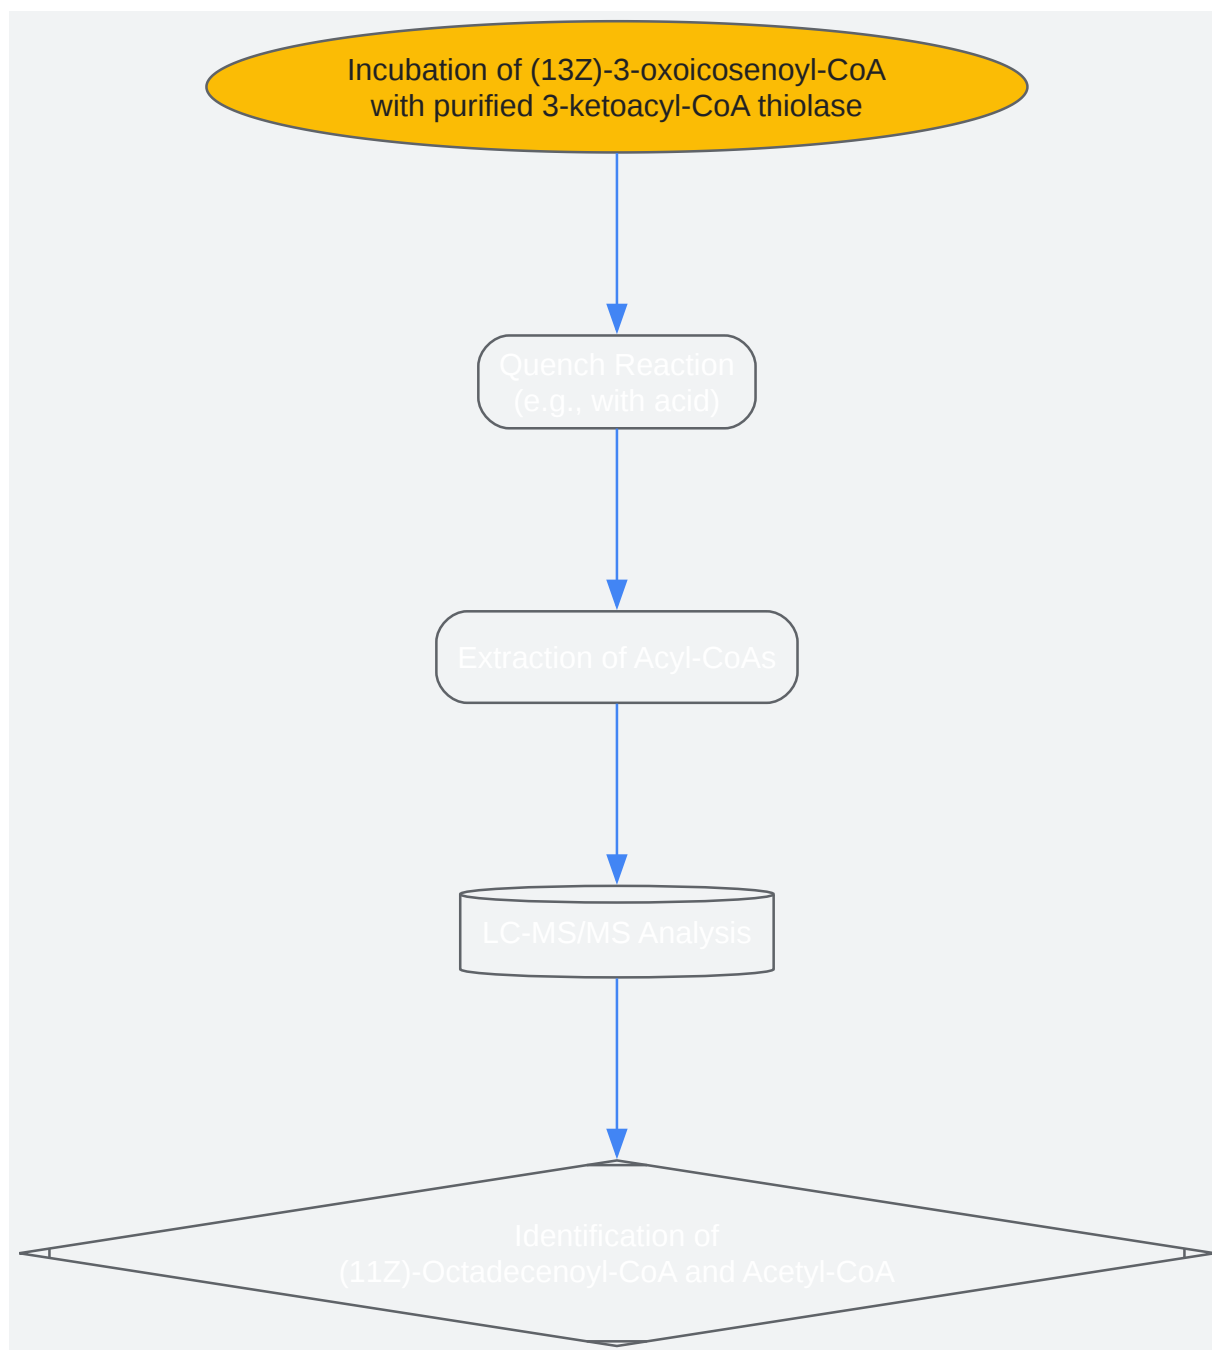 Incubation of (13Z)-3-oxoicosenoyl-CoA
with purified 3-ketoacyl-CoA thiolase
Quench Reaction
(e.g., with acid)
Extraction of Acyl-CoAs
LC-MS/MS Analysis
Identification of
(11Z)-Octadecenoyl-CoA and Acetyl-CoA